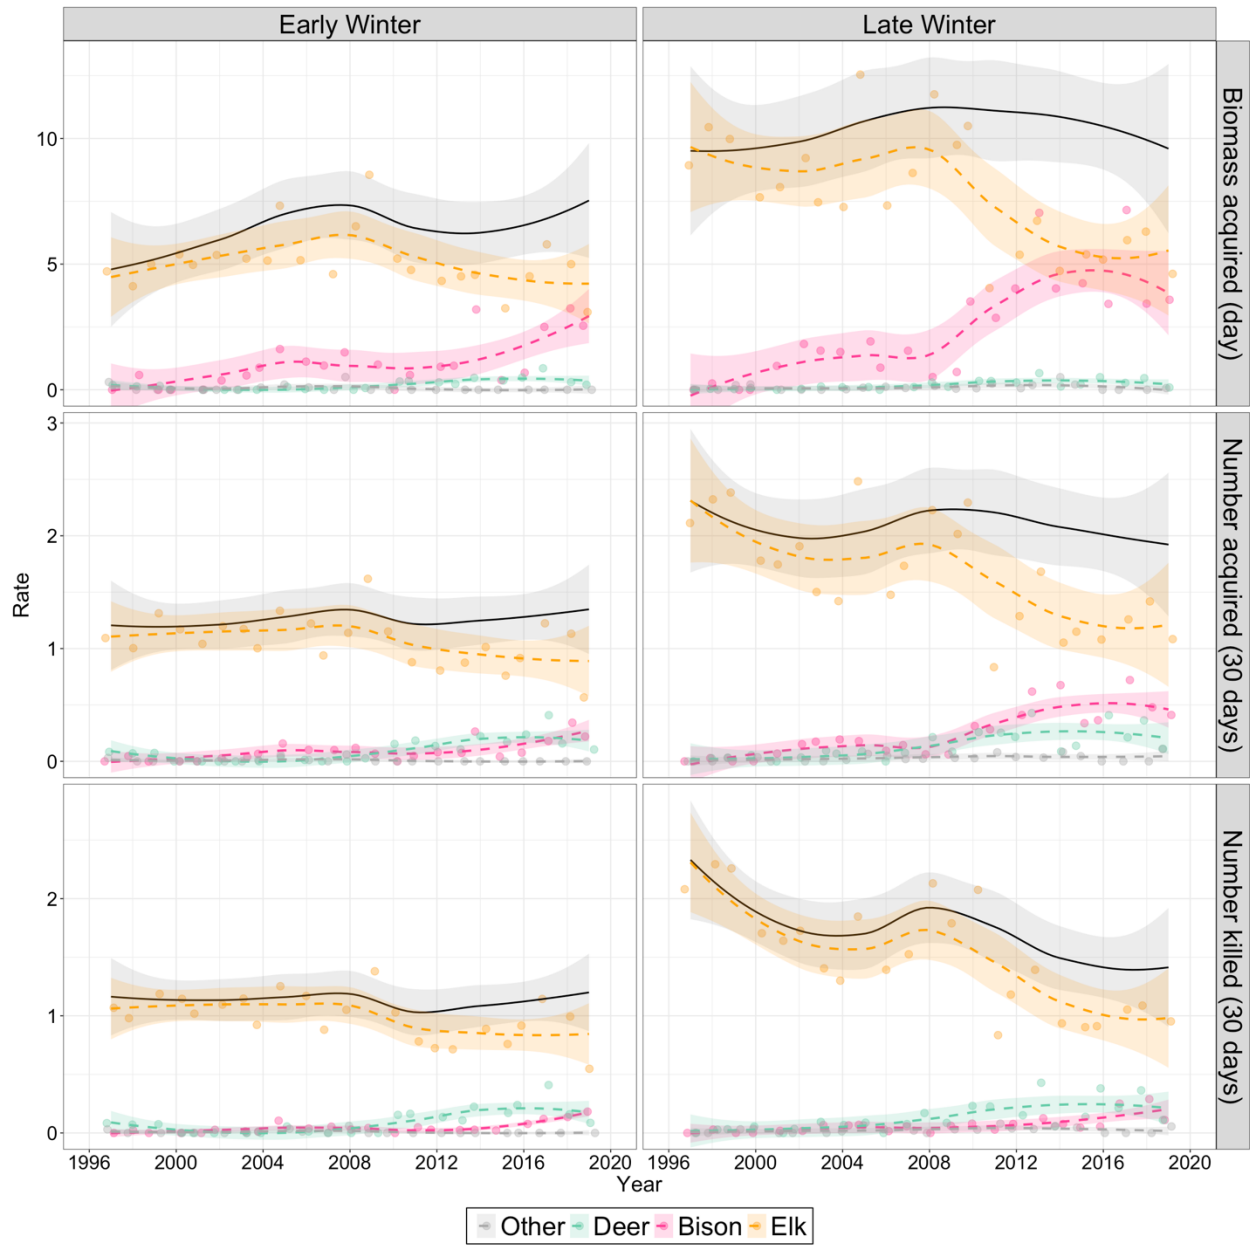 Early Winter
Late Winter
10
5
0
Biomass acquired (day)
3
2
1
0
Number acquired (30 days)
Rate
2
1
0
Number killed (30 days)
1996 2000 2004 2008 2012 2016 2020
1996 2000 2004 2008 2012 2016 2020
Year
Other Deer Bison Elk